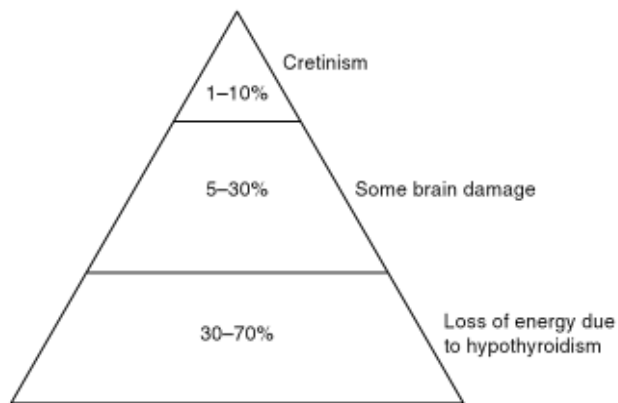 Cretinism
1–10%
5–30%
Some brain damage
30–70%
Loss of energy due
to hypothyroidism